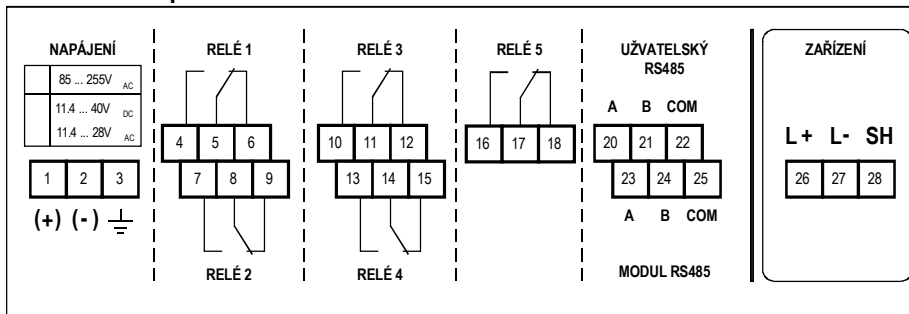 NAPÁJENÍ
85 ... 255V AC
11.4 ... 40V DC
11.4 ... 28V AC
1 2 3
(+) (-)
RELÉ 1
4 5 6
7 8 9
RELÉ 2
RELÉ 3
10 11 12
13 14 15
RELÉ 4
RELÉ 5
16 17 18
UŽVATELSKÝ
RS485
A B COM
20 21 22
23 24 25
A B COM
MODUL RS485
ZAŘÍZENÍ
L+ L- SH
26 27 28